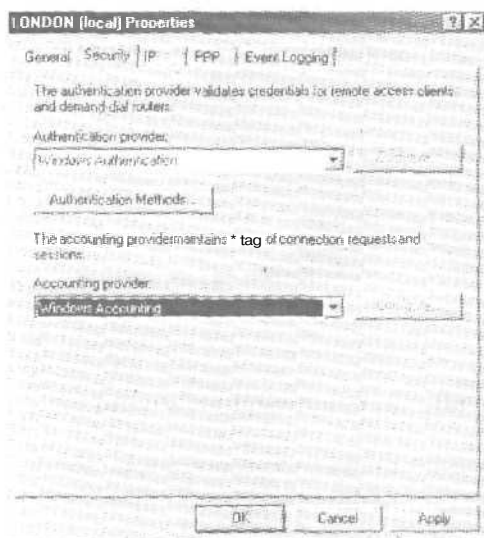 LONDON (local) Properties
General Security IP PPP Event Logging
The authentication provider validates credentials for remote access clients
and demand-dial routers.
Authentication provider:
Windows Authentication
Authentication Methods...
The accounting providermaintains * tag of connection requests and
sessions.
Accounting provider:
Windows Accounting
OK Cancel Apply